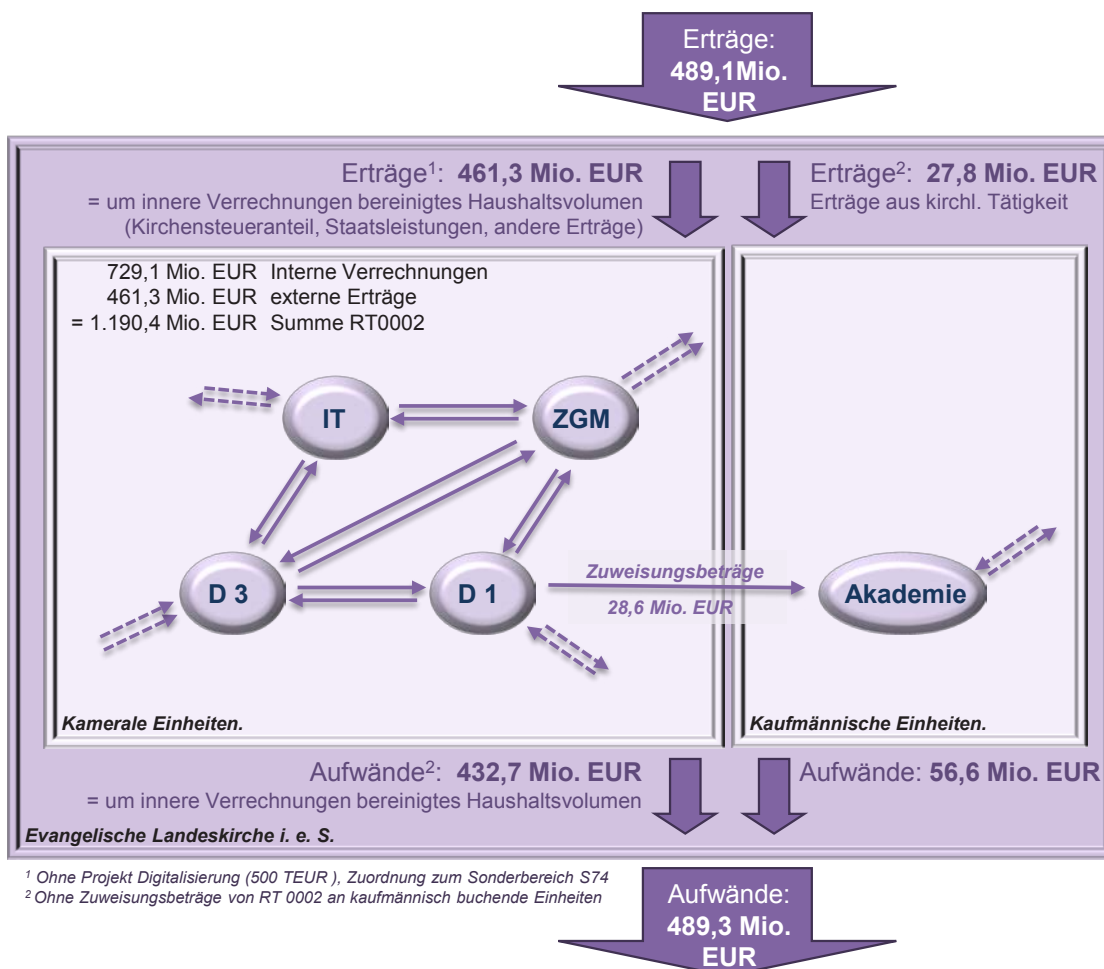 Erträge:
489,1Mio.
EUR
Erträge¹: 461,3 Mio. EUR
= um innere Verrechnungen bereinigtes Haushaltsvolumen
(Kirchensteueranteil, Staatsleistungen, andere Erträge)
Erträge²: 27,8 Mio. EUR
Erträge aus kirchl. Tätigkeit
729,1 Mio. EUR Interne Verrechnungen
461,3 Mio. EUR externe Erträge
= 1.190,4 Mio. EUR Summe RT0002
IT
ZGM
D 3
D 1
Zuweisungsbeträge
28,6 Mio. EUR
Akademie
Kamerale Einheiten.
Kaufmännische Einheiten.
Aufwände²: 432,7 Mio. EUR
= um innere Verrechnungen bereinigtes Haushaltsvolumen
Aufwände: 56,6 Mio. EUR
Evangelische Landeskirche i. e. S.
¹ Ohne Projekt Digitalisierung (500 TEUR ), Zuordnung zum Sonderbereich S74
² Ohne Zuweisungsbeträge von RT 0002 an kaufmännisch buchende Einheiten
Aufwände:
489,3 Mio.
EUR